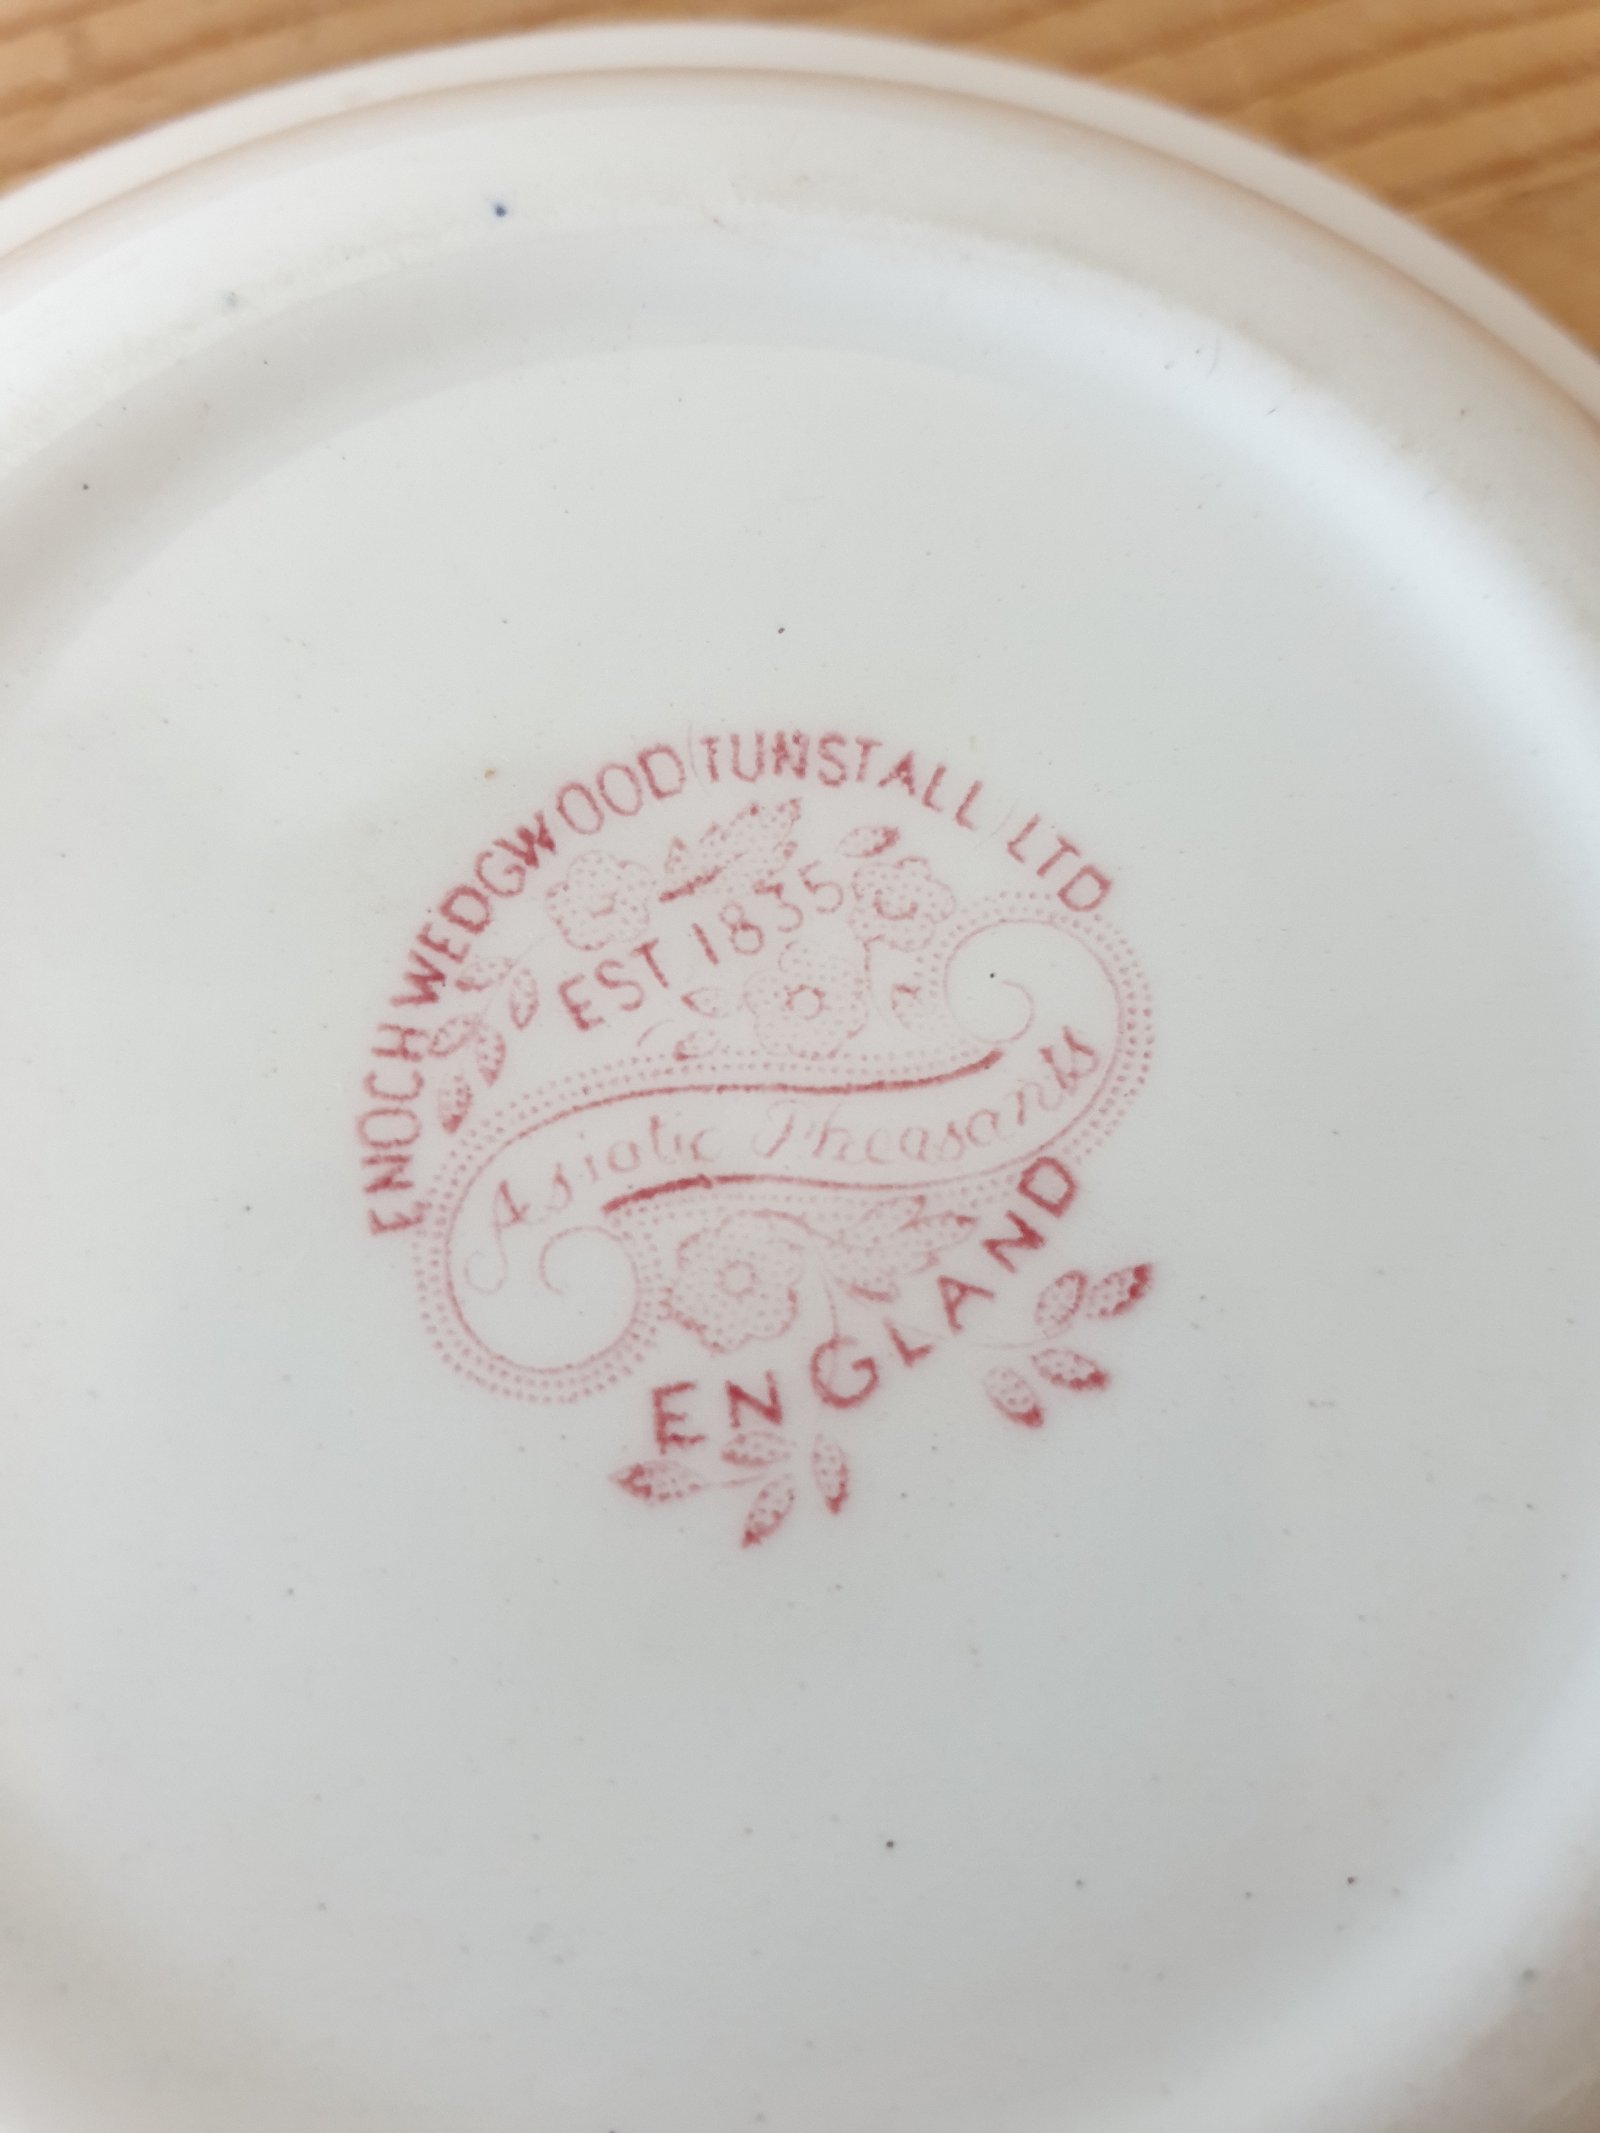 ENOCH WEDGWOOD (TUNSTALL) LTD
EST 1835
Asiatic Pheasants
ENGLAND